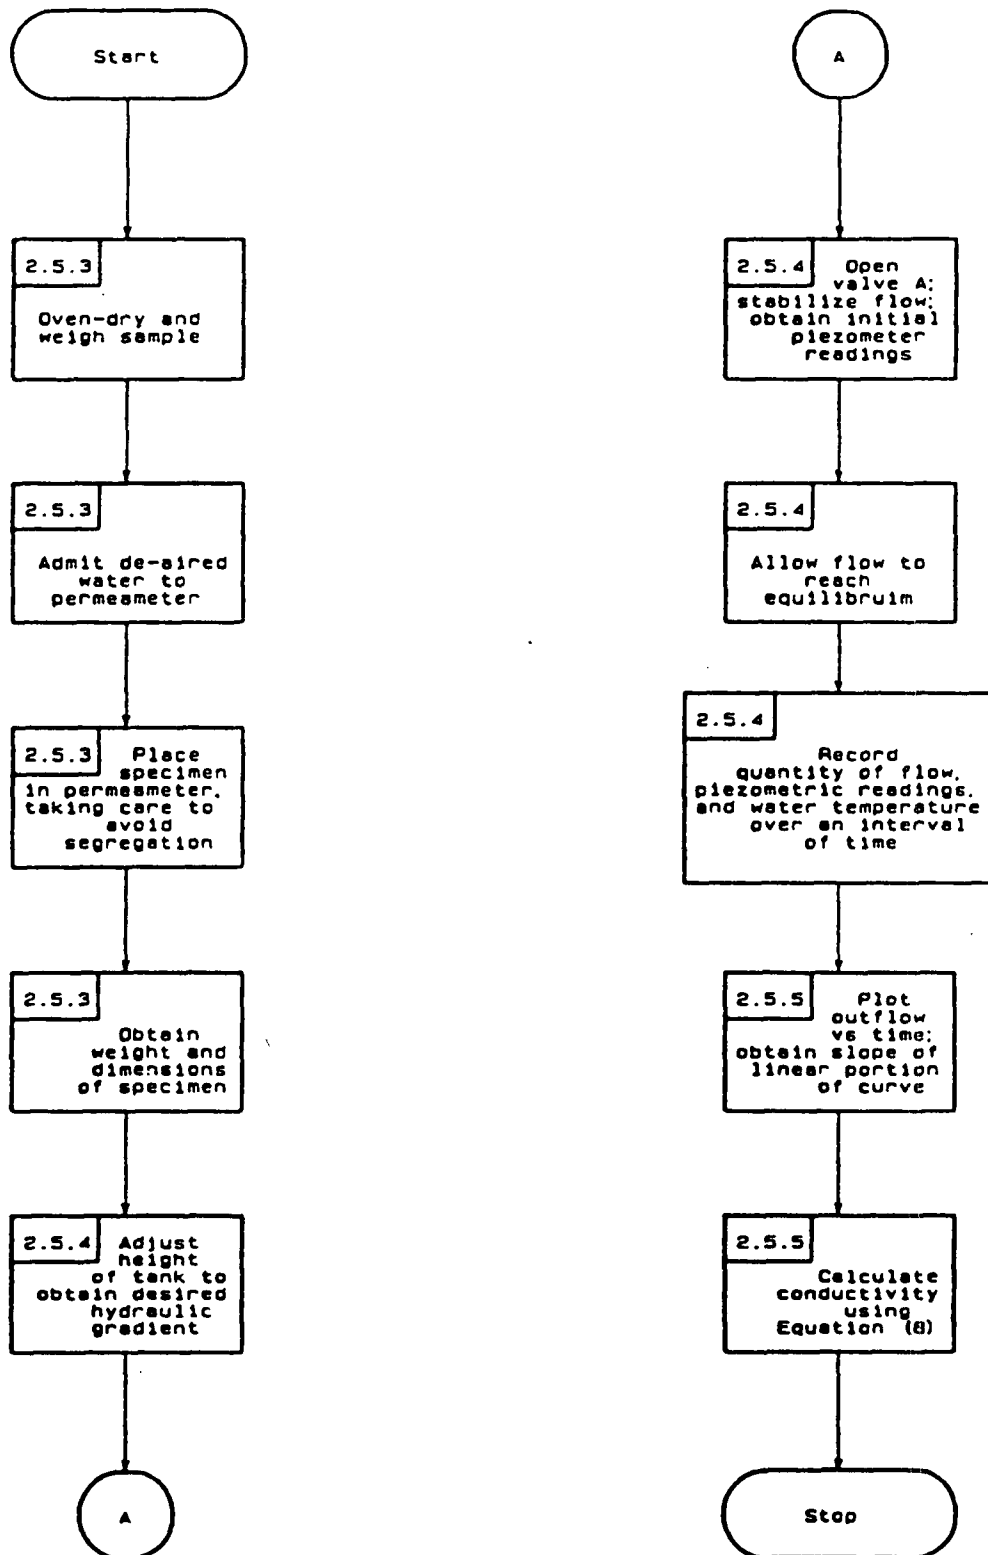 Start
2.5.3
Oven-dry and
weigh sample
2.5.3
Admit de-aired
water to
permeameter
2.5.3 Place
specimen
in permeameter,
taking care to
avoid
segregation
2.5.3
Obtain
weight and
dimensions
of specimen
2.5.4 Adjust
height
of tank to
obtain desired
hydraulic
gradient
A
A
2.5.4 Open
valve A;
stabilize flow;
obtain initial
piezometer
readings
2.5.4
Allow flow to
reach
equilibruim
2.5.4
Record
quantity of flow,
piezometric readings,
and water temperature
over an interval
of time
2.5.5 Plot
outflow
vs time;
obtain slope of
linear portion
of curve
2.5.5
Calculate
conductivity
using
Equation (8)
Stop